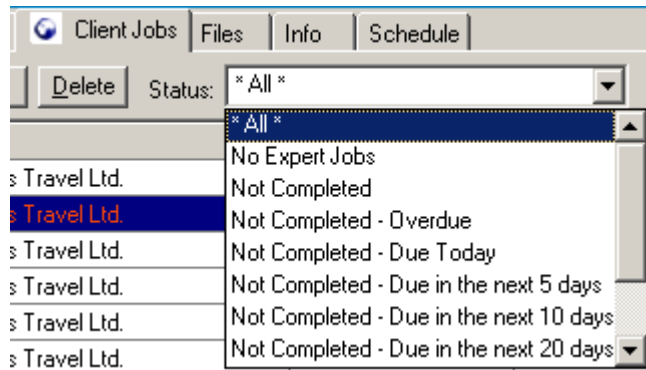 Client Jobs Files Info Schedule
Delete Status: * All *
* All *
No Expert Jobs
s Travel Ltd. Not Completed
s Travel Ltd. Not Completed - Overdue
s Travel Ltd. Not Completed - Due Today
s Travel Ltd. Not Completed - Due in the next 5 days
s Travel Ltd. Not Completed - Due in the next 10 days
s Travel Ltd. Not Completed - Due in the next 20 days